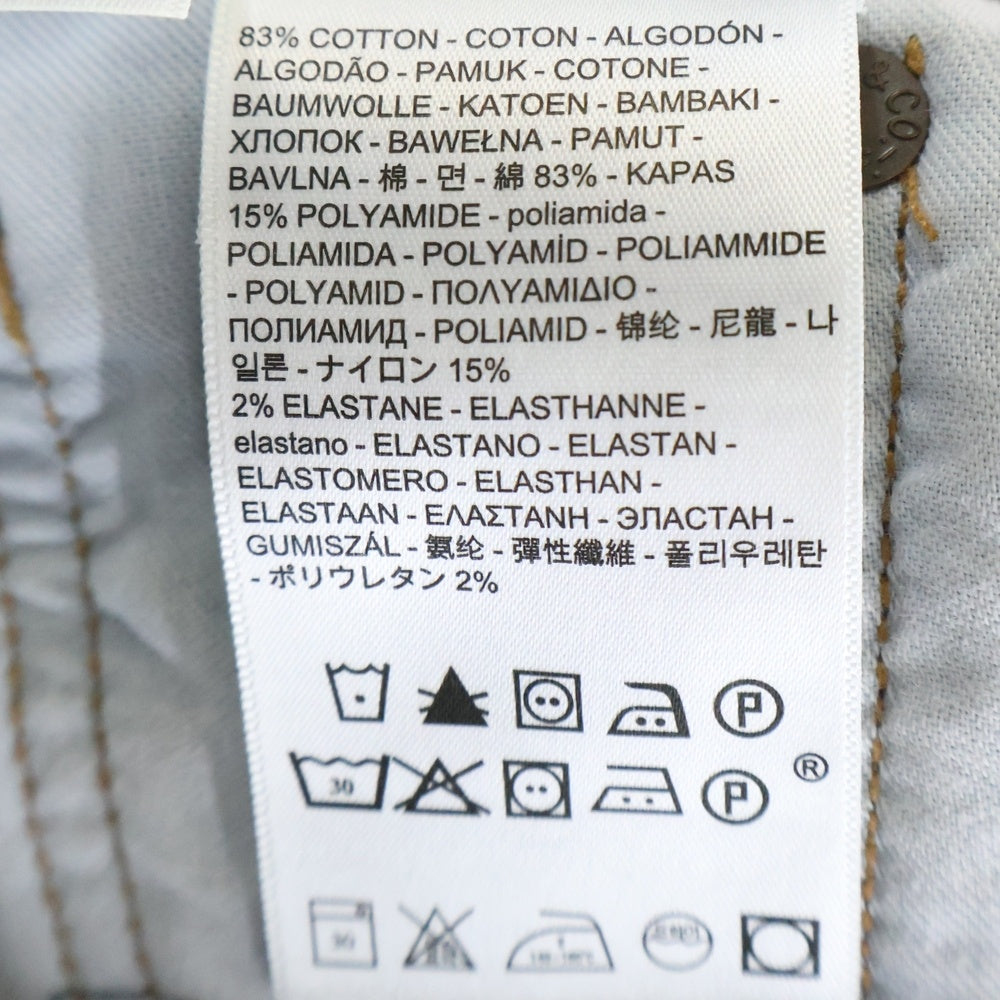 83% COTTON - COTON - ALGODÓN -
ALGODÃO - PAMUK - COTONE -
BAUMWOLLE - KATOEN - BAMBAKI -
ХЛОПОК - BAWEŁNA - PAMUT -
BAVLNA - 棉 - 면 - 綿 83% - KAPAS
15% POLYAMIDE - poliamida -
POLIAMIDA - POLYAMİD - POLIAMMIDE
- POLYAMID - ΠΟΛΥΑΜΙΔΙΟ -
ПОЛИАМИД - POLIAMID - 锦纶 - 尼龍 - 나
일론 - ナイロン 15%
2% ELASTANE - ELASTHANNE -
elastano - ELASTANO - ELASTAN -
ELASTOMERO - ELASTHAN -
ELASTAAN - ΕΛΑΣΤΑΝΗ - ЭЛАСТАН -
GUMISZÁL - 氨纶 - 彈性纖維 - 폴리우레탄
- ポリウレタン 2%
P
30 P ®
& CO.